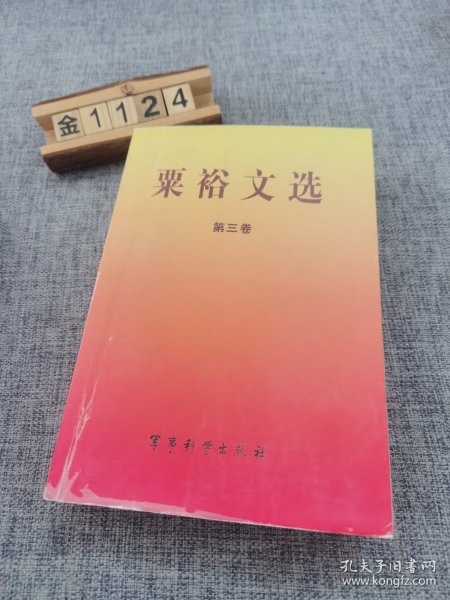 金1124
粟裕文选
第三卷
军事科学出版社
孔夫子旧书网
www.kongfz.com